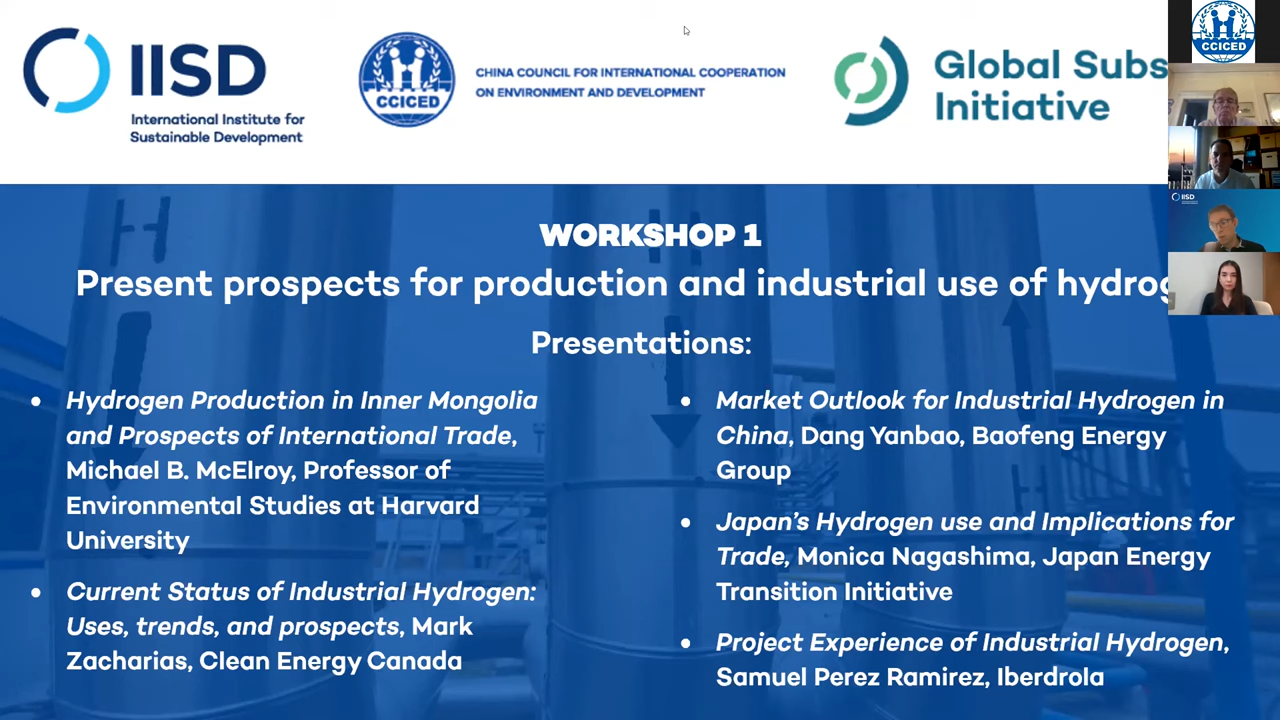 IISD
International Institute for
Sustainable Development
CCICED
CHINA COUNCIL FOR INTERNATIONAL COOPERATION
ON ENVIRONMENT AND DEVELOPMENT
Global Subs
Initiative
CCICED
IISD
WORKSHOP 1
Present prospects for production and industrial use of hydrog
Presentations:
• Hydrogen Production in Inner Mongolia
and Prospects of International Trade,
Michael B. McElroy, Professor of
Environmental Studies at Harvard
University
• Current Status of Industrial Hydrogen:
Uses, trends, and prospects, Mark
Zacharias, Clean Energy Canada
• Market Outlook for Industrial Hydrogen in
China, Dang Yanbao, Baofeng Energy
Group
• Japan's Hydrogen use and Implications for
Trade, Monica Nagashima, Japan Energy
Transition Initiative
• Project Experience of Industrial Hydrogen,
Samuel Perez Ramirez, Iberdrola